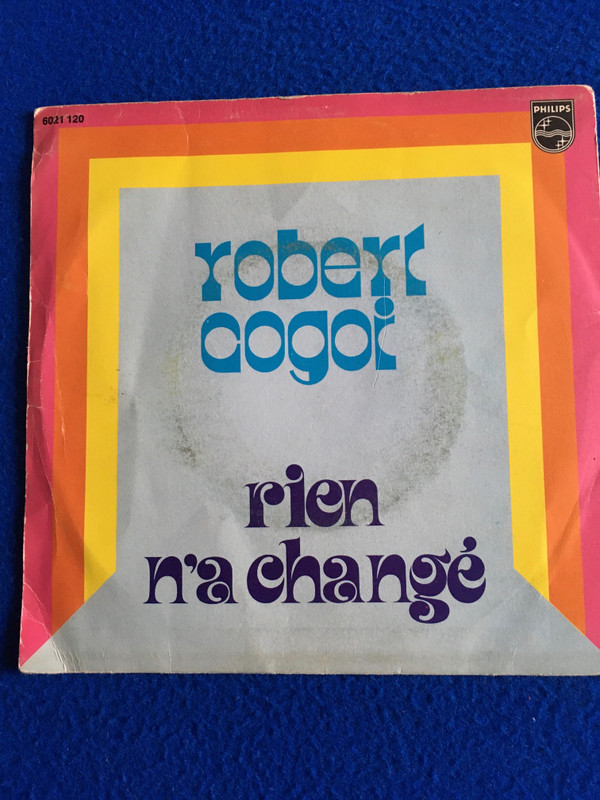 6021 120
PHILIPS
robert
cogoi
rien
n'a changé